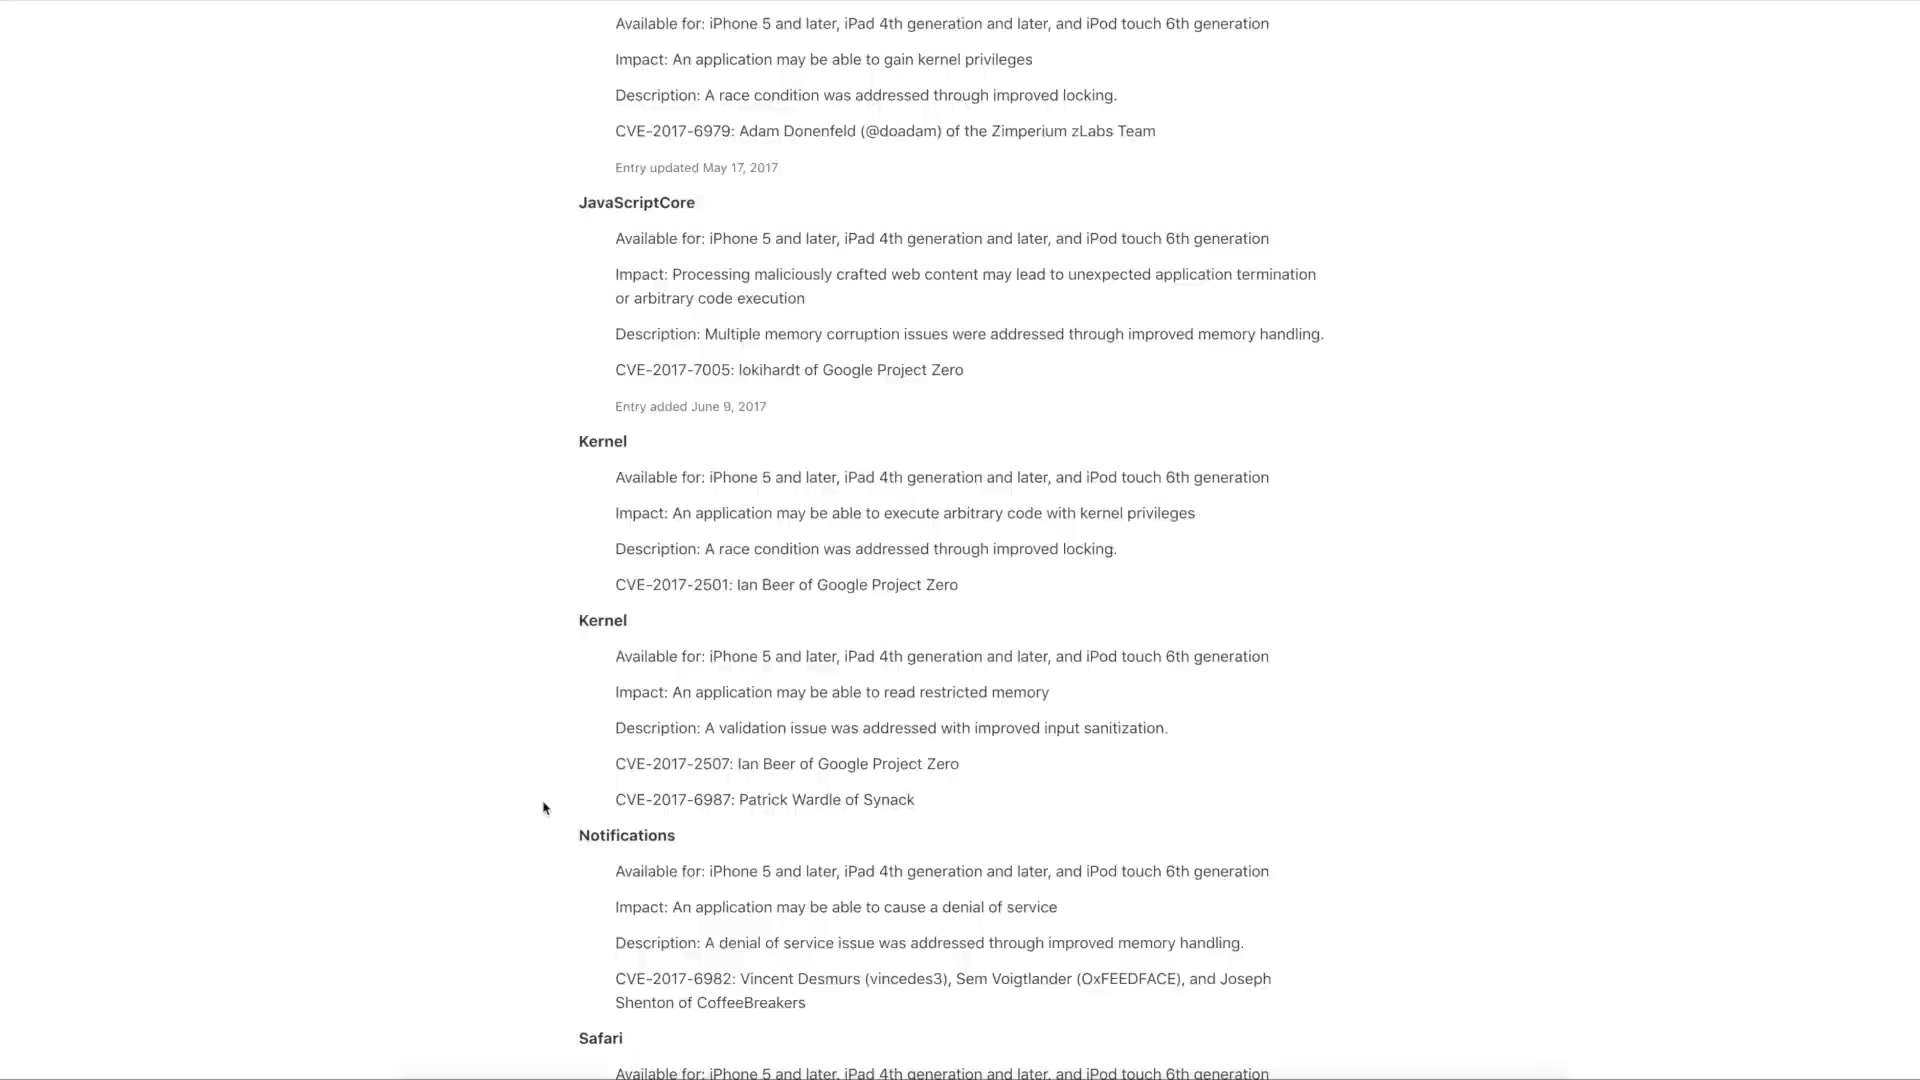 Available for: iPhone 5 and later, iPad 4th generation and later, and iPod touch 6th generation
Impact: An application may be able to gain kernel privileges
Description: A race condition was addressed through improved locking.
CVE-2017-6979: Adam Donenfeld (@doadam) of the Zimperium zLabs Team
Entry updated May 17, 2017
JavaScriptCore
Available for: iPhone 5 and later, iPad 4th generation and later, and iPod touch 6th generation
Impact: Processing maliciously crafted web content may lead to unexpected application termination
or arbitrary code execution
Description: Multiple memory corruption issues were addressed through improved memory handling.
CVE-2017-7005: lokihardt of Google Project Zero
Entry added June 9, 2017
Kernel
Available for: iPhone 5 and later, iPad 4th generation and later, and iPod touch 6th generation
Impact: An application may be able to execute arbitrary code with kernel privileges
Description: A race condition was addressed through improved locking.
CVE-2017-2501: Ian Beer of Google Project Zero
Kernel
Available for: iPhone 5 and later, iPad 4th generation and later, and iPod touch 6th generation
Impact: An application may be able to read restricted memory
Description: A validation issue was addressed with improved input sanitization.
CVE-2017-2507: Ian Beer of Google Project Zero
CVE-2017-6987: Patrick Wardle of Synack
Notifications
Available for: iPhone 5 and later, iPad 4th generation and later, and iPod touch 6th generation
Impact: An application may be able to cause a denial of service
Description: A denial of service issue was addressed through improved memory handling.
CVE-2017-6982: Vincent Desmurs (vincedes3), Sem Voigtlander (OxFEEDFACE), and Joseph
Shenton of CoffeeBreakers
Safari
Available for: iPhone 5 and later, iPad 4th generation and later, and iPod touch 6th generation